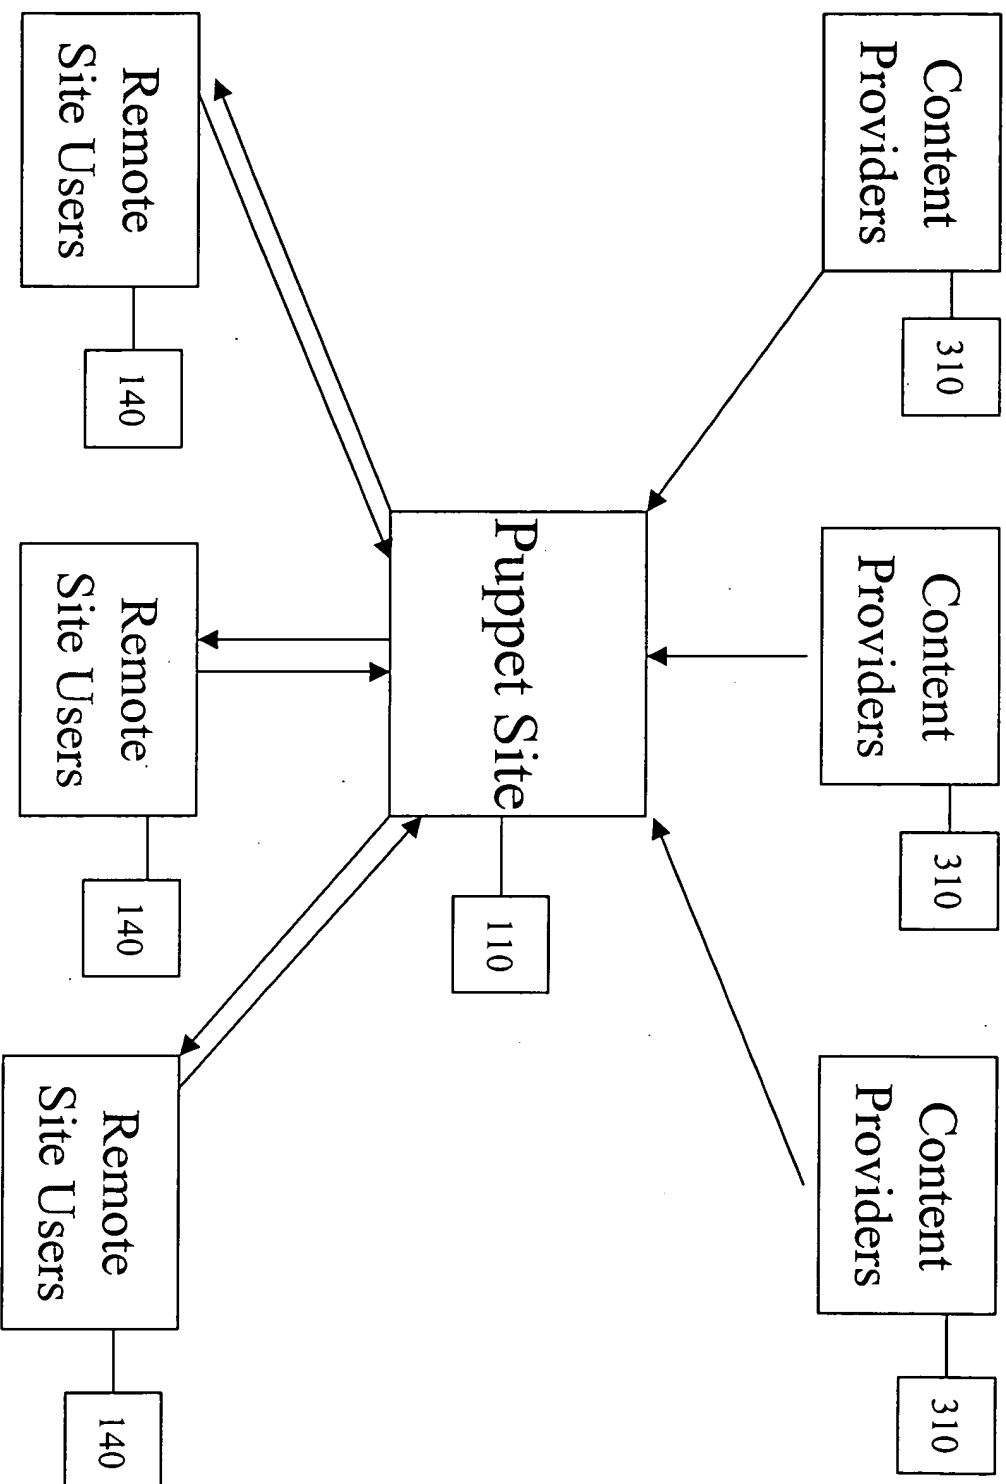 Content
Providers
310
Content
Providers
310
Content
Providers
310
Puppet Site
110
Remote
Site Users
140
Remote
Site Users
140
Remote
Site Users
140